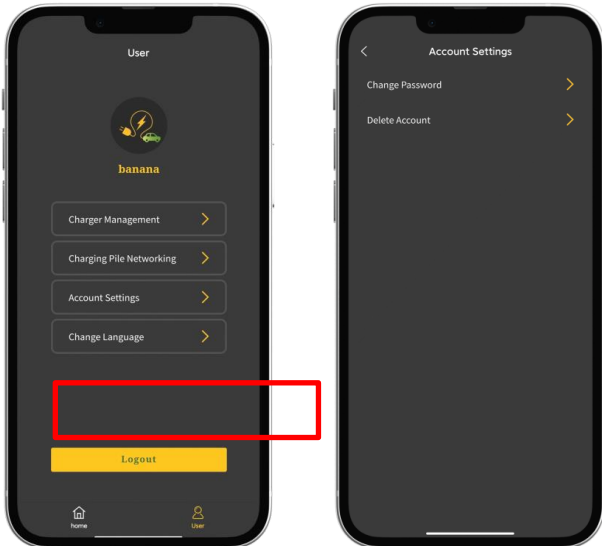 User
banana
Charger Management
Charging Pile Networking
Account Settings
Change Language
Logout
home
User
Account Settings
Change Password
Delete Account